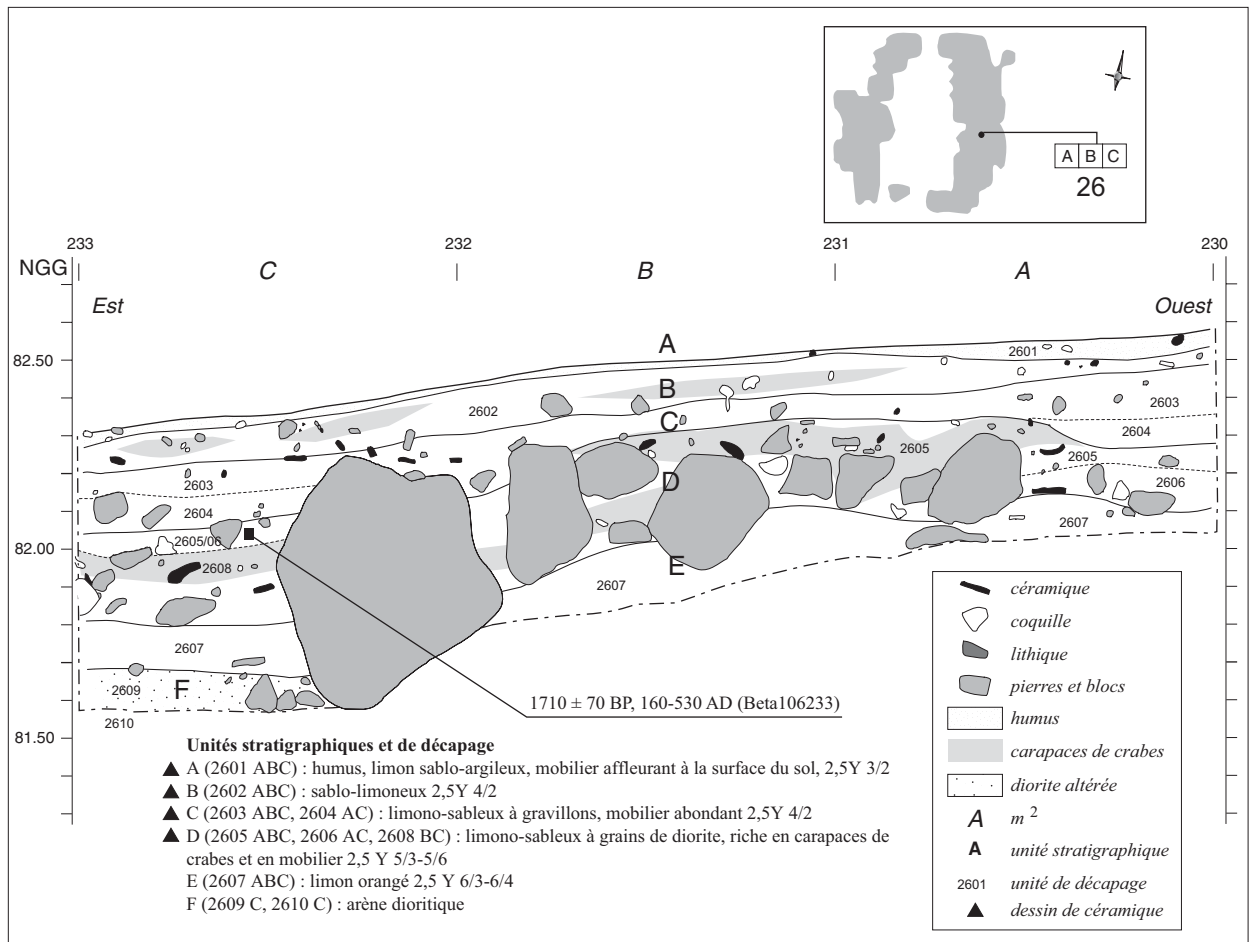 A B C
26
233 232 231 230
NGG C B A
Est Ouest
A
82.50
2601
B
2602
2603
C
2604
2605
2605
2603
D
2606
2604
2607
82.00
2605/06
2608
E
2607
2607
2609
F
2610
81.50
1710 ± 70 BP, 160-530 AD (Beta106233)
céramique
coquille
lithique
pierres et blocs
humus
carapaces de crabes
diorite altérée
A m 2
A unité stratigraphique
2601 unité de décapage
▲ dessin de céramique
Unités stratigraphiques et de décapage
▲ A (2601 ABC) : humus, limon sablo-argileux, mobilier affleurant à la surface du sol, 2,5Y 3/2
▲ B (2602 ABC) : sablo-limoneux 2,5Y 4/2
▲ C (2603 ABC, 2604 AC) : limono-sableux à gravillons, mobilier abondant 2,5Y 4/2
▲ D (2605 ABC, 2606 AC, 2608 BC) : limono-sableux à grains de diorite, riche en carapaces de
crabes et en mobilier 2,5 Y 5/3-5/6
E (2607 ABC) : limon orangé 2,5 Y 6/3-6/4
F (2609 C, 2610 C) : arène dioritique